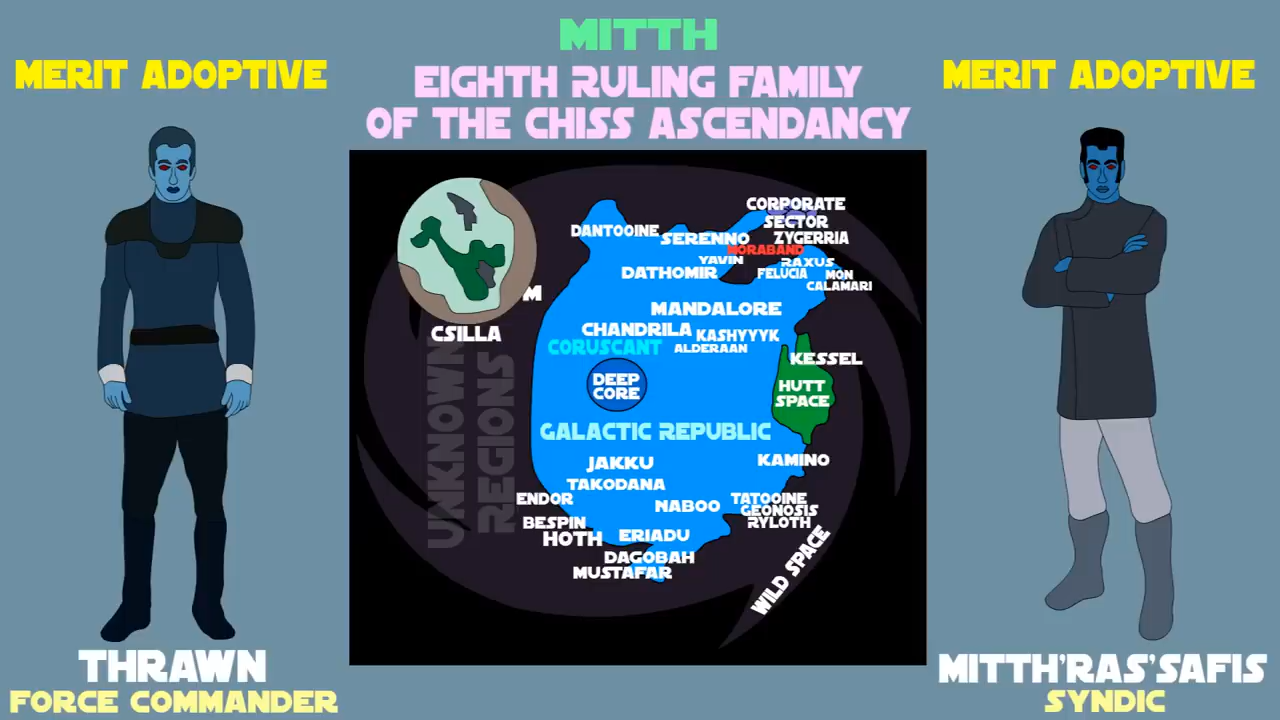 MITTH
EIGHTH RULING FAMILY
OF THE CHISS ASCENDANCY
MERIT ADOPTIVE
MERIT ADOPTIVE
CORPORATE
SECTOR
DANTOOINE
SERENNO
ZYGERRIA
MORABAND
YAVIN
RAXUS
DATHOMIR
FELUCIA
MON
CALAMARI
M
MANDALORE
CSILLA
CHANDRILA
KASHYYYK
CORUSCANT
ALDERAAN
KESSEL
DEEP
CORE
HUTT
SPACE
UNKNOWN
REGIONS
GALACTIC REPUBLIC
JAKKU
KAMINO
TAKODANA
ENDOR
NABOO
TATOOINE
GEONOSIS
RYLOTH
BESPIN
HOTH
ERIADU
DAGOBAH
MUSTAFAR
WILD SPACE
THRAWN
FORCE COMMANDER
MITTH'RAS'SAFIS
SYNDIC